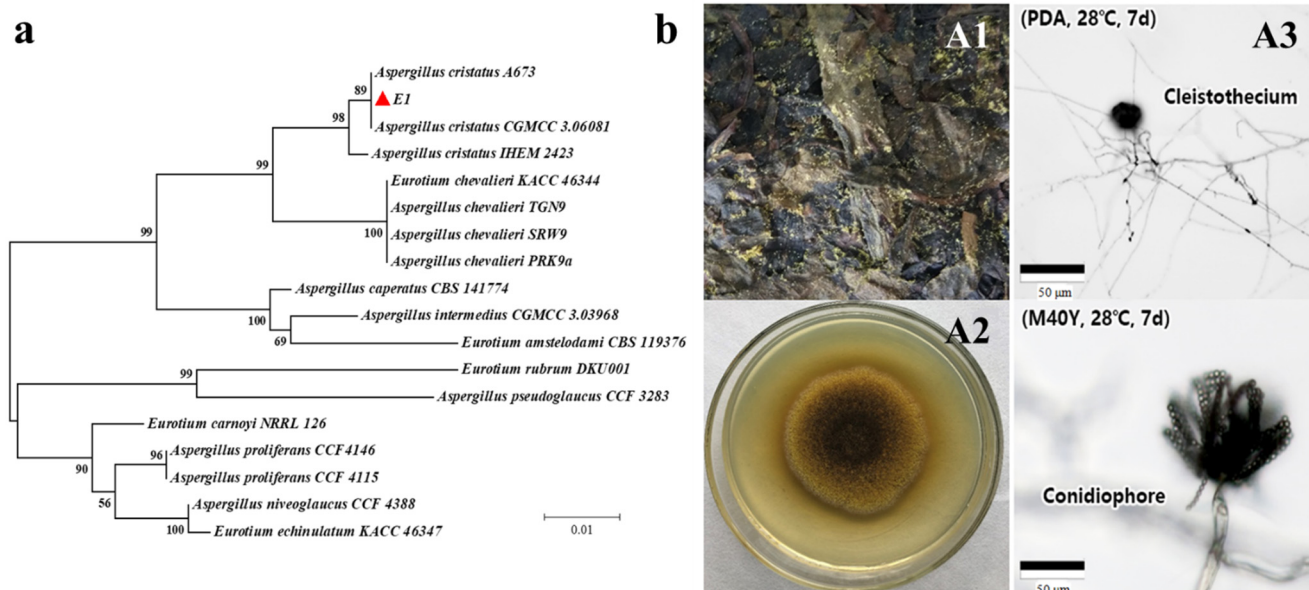 a
Aspergillus cristatus A673
89
E1
98
Aspergillus cristatus CGMCC 3.06081
Aspergillus cristatus IHEM 2423
99
Eurotium chevalieri KACC 46344
Aspergillus chevalieri TGN9
Aspergillus chevalieri SRW9
100
Aspergillus chevalieri PRK9a
99
Aspergillus caperatus CBS 141774
100
Aspergillus intermedius CGMCC 3.03968
69
Eurotium amstelodami CBS 119376
99
Eurotium rubrum DKU001
Aspergillus pseudoglaucus CCF 3283
Eurotium carnoyi NRRL 126
90
96
Aspergillus proliferans CCF4146
Aspergillus proliferans CCF 4115
56
Aspergillus niveoglaucus CCF 4388
100
Eurotium echinulatum KACC 46347
0.01
b
A1
(PDA, 28℃, 7d)
A3
Cleistothecium
50 μm
A2
(M40Y, 28℃, 7d)
Conidiophore
50 μm